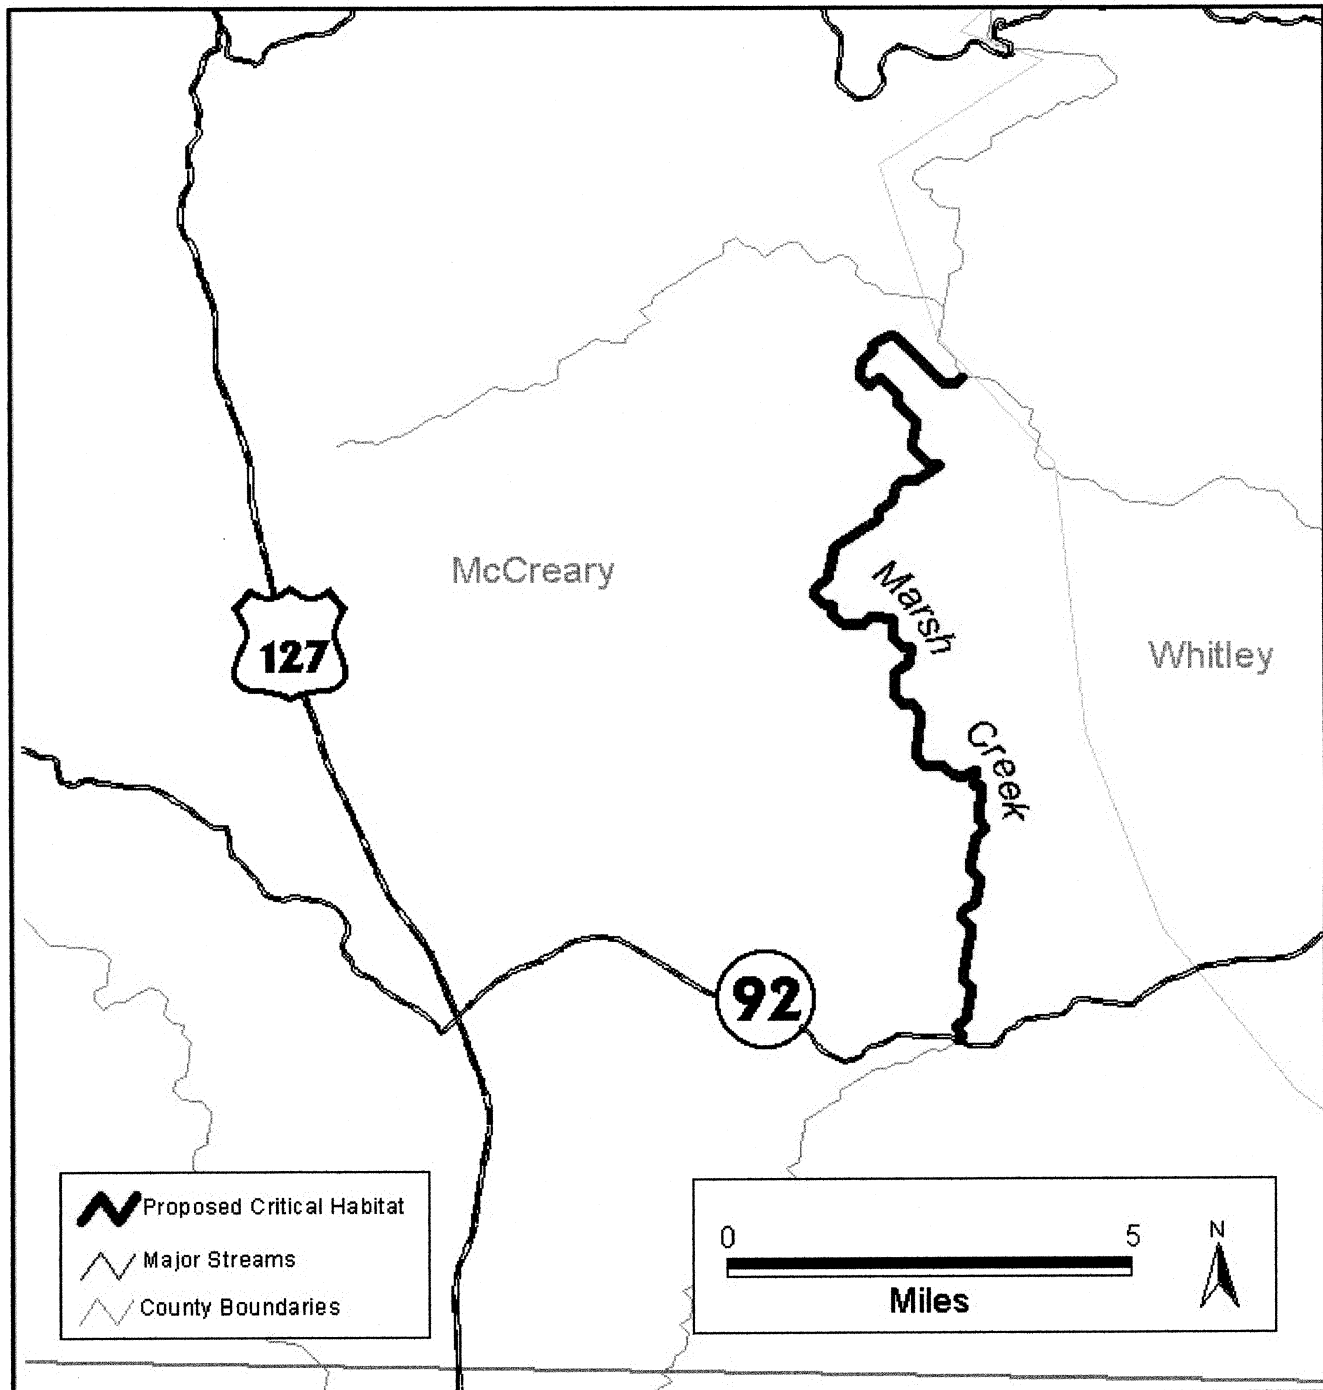 McCreary
Marsh
127
Whitley
Creek
92
Proposed Critical Habitat
Major Streams
County Boundaries
0 5
Miles
N